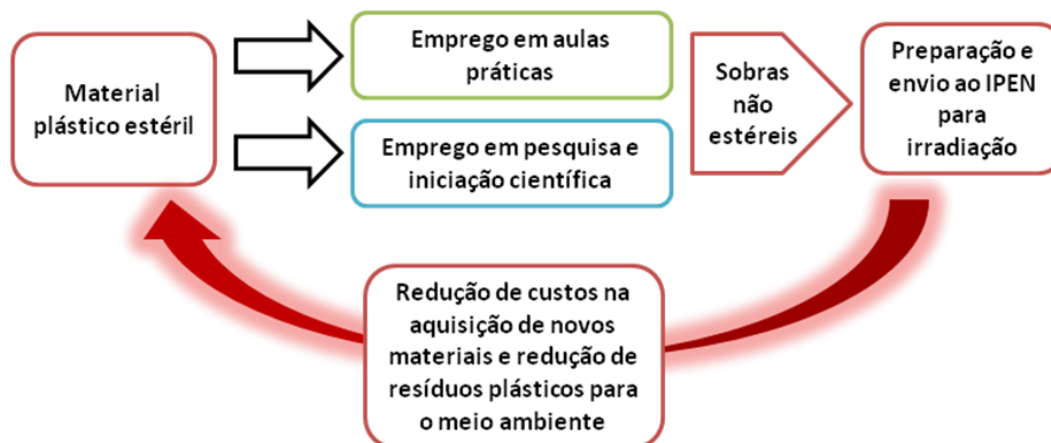 Material
plástico estéril
Emprego em aulas
práticas
Emprego em pesquisa e
iniciação científica
Sobras
não
estéreis
Preparação e
envio ao IPEN
para
irradiação
Redução de custos na
aquisição de novos
materiais e redução de
resíduos plásticos para
o meio ambiente